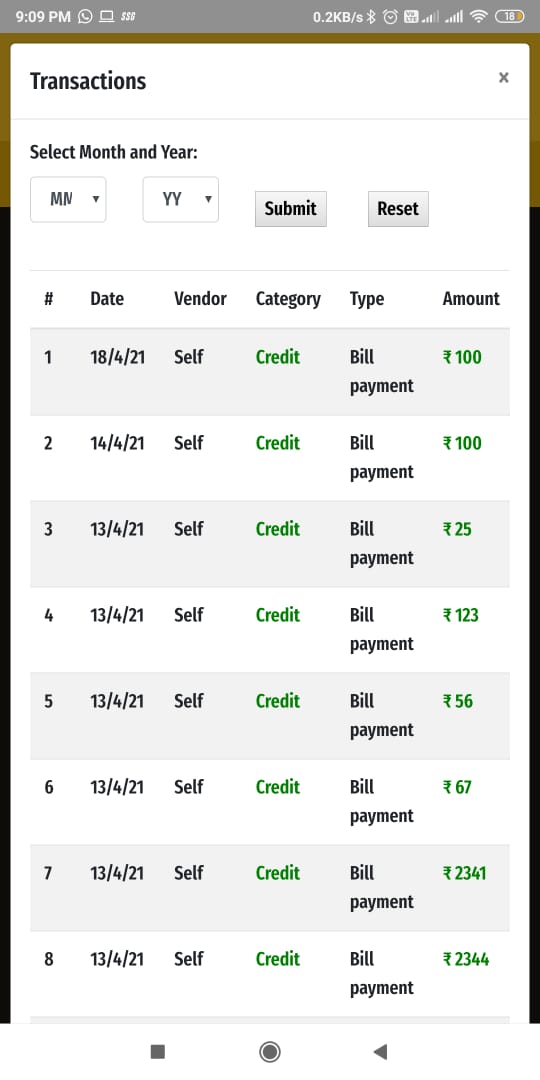 9:09 PM
0.2KB/s
18
Transactions
×
Select Month and Year:
MM
YY
Submit
Reset
# Date Vendor Category Type Amount
1 18/4/21 Self Credit Bill payment ₹ 100
2 14/4/21 Self Credit Bill payment ₹ 100
3 13/4/21 Self Credit Bill payment ₹ 25
4 13/4/21 Self Credit Bill payment ₹ 123
5 13/4/21 Self Credit Bill payment ₹ 56
6 13/4/21 Self Credit Bill payment ₹ 67
7 13/4/21 Self Credit Bill payment ₹ 2341
8 13/4/21 Self Credit Bill payment ₹ 2344